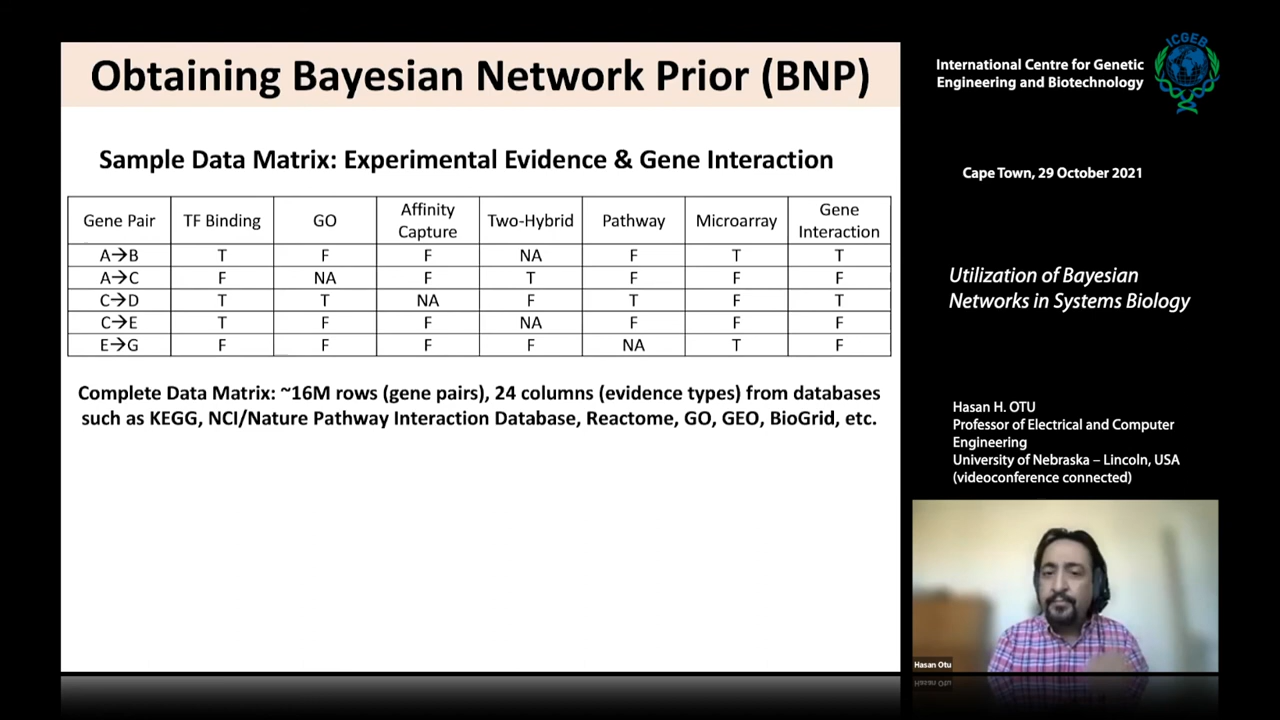 Obtaining Bayesian Network Prior (BNP)
Sample Data Matrix: Experimental Evidence & Gene Interaction
Gene Pair TF Binding GO Affinity Capture Two-Hybrid Pathway Microarray Gene Interaction
A→B T F F NA F T T
A→C F NA F T F F F
C→D T T NA F T F T
C→E T F F NA F F F
E→G F F F F NA T F
Complete Data Matrix: ~16M rows (gene pairs), 24 columns (evidence types) from databases
such as KEGG, NCI/Nature Pathway Interaction Database, Reactome, GO, GEO, BioGrid, etc.
International Centre for Genetic
Engineering and Biotechnology
ICGEB
Cape Town, 29 October 2021
Utilization of Bayesian
Networks in Systems Biology
Hasan H. OTU
Professor of Electrical and Computer
Engineering
University of Nebraska – Lincoln, USA
(videoconference connected)
Hasan Otu